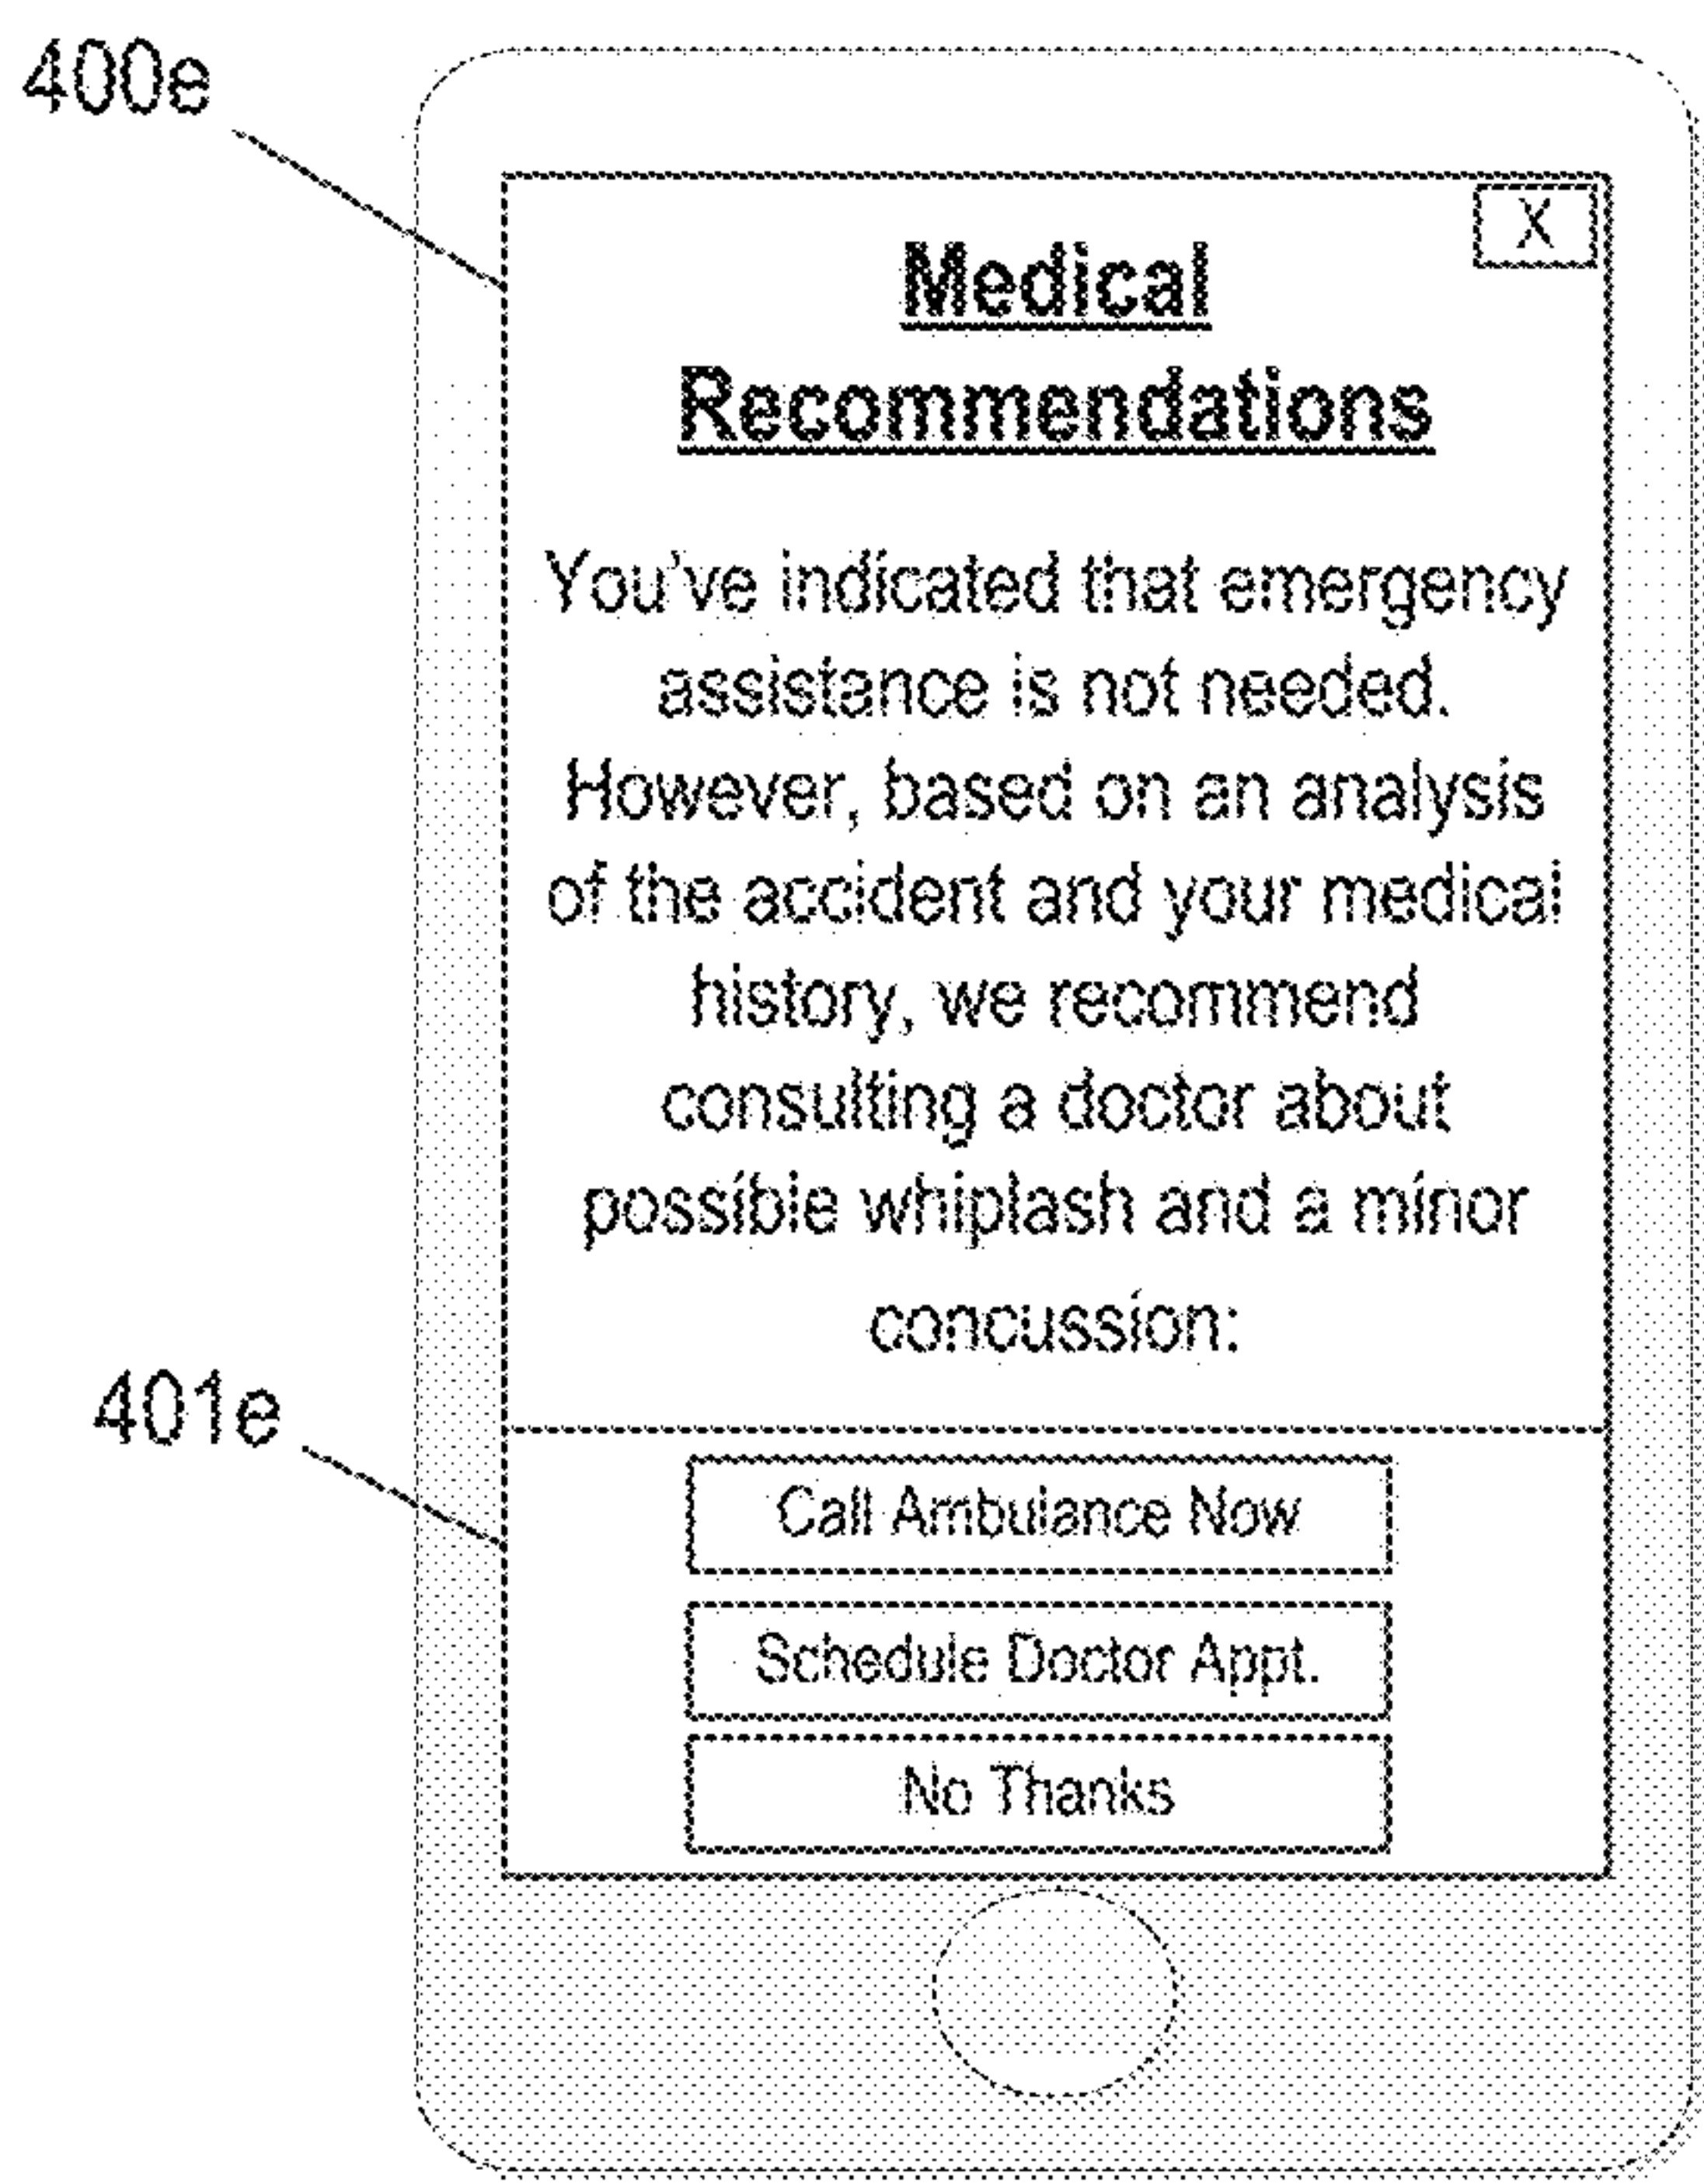 400e
X
Medical
Recommendations
You've indicated that emergency
assistance is not needed.
However, based on an analysis
of the accident and your medical
history, we recommend
consulting a doctor about
possible whiplash and a minor
concussion:
401e
Call Ambulance Now
Schedule Doctor Appt.
No Thanks